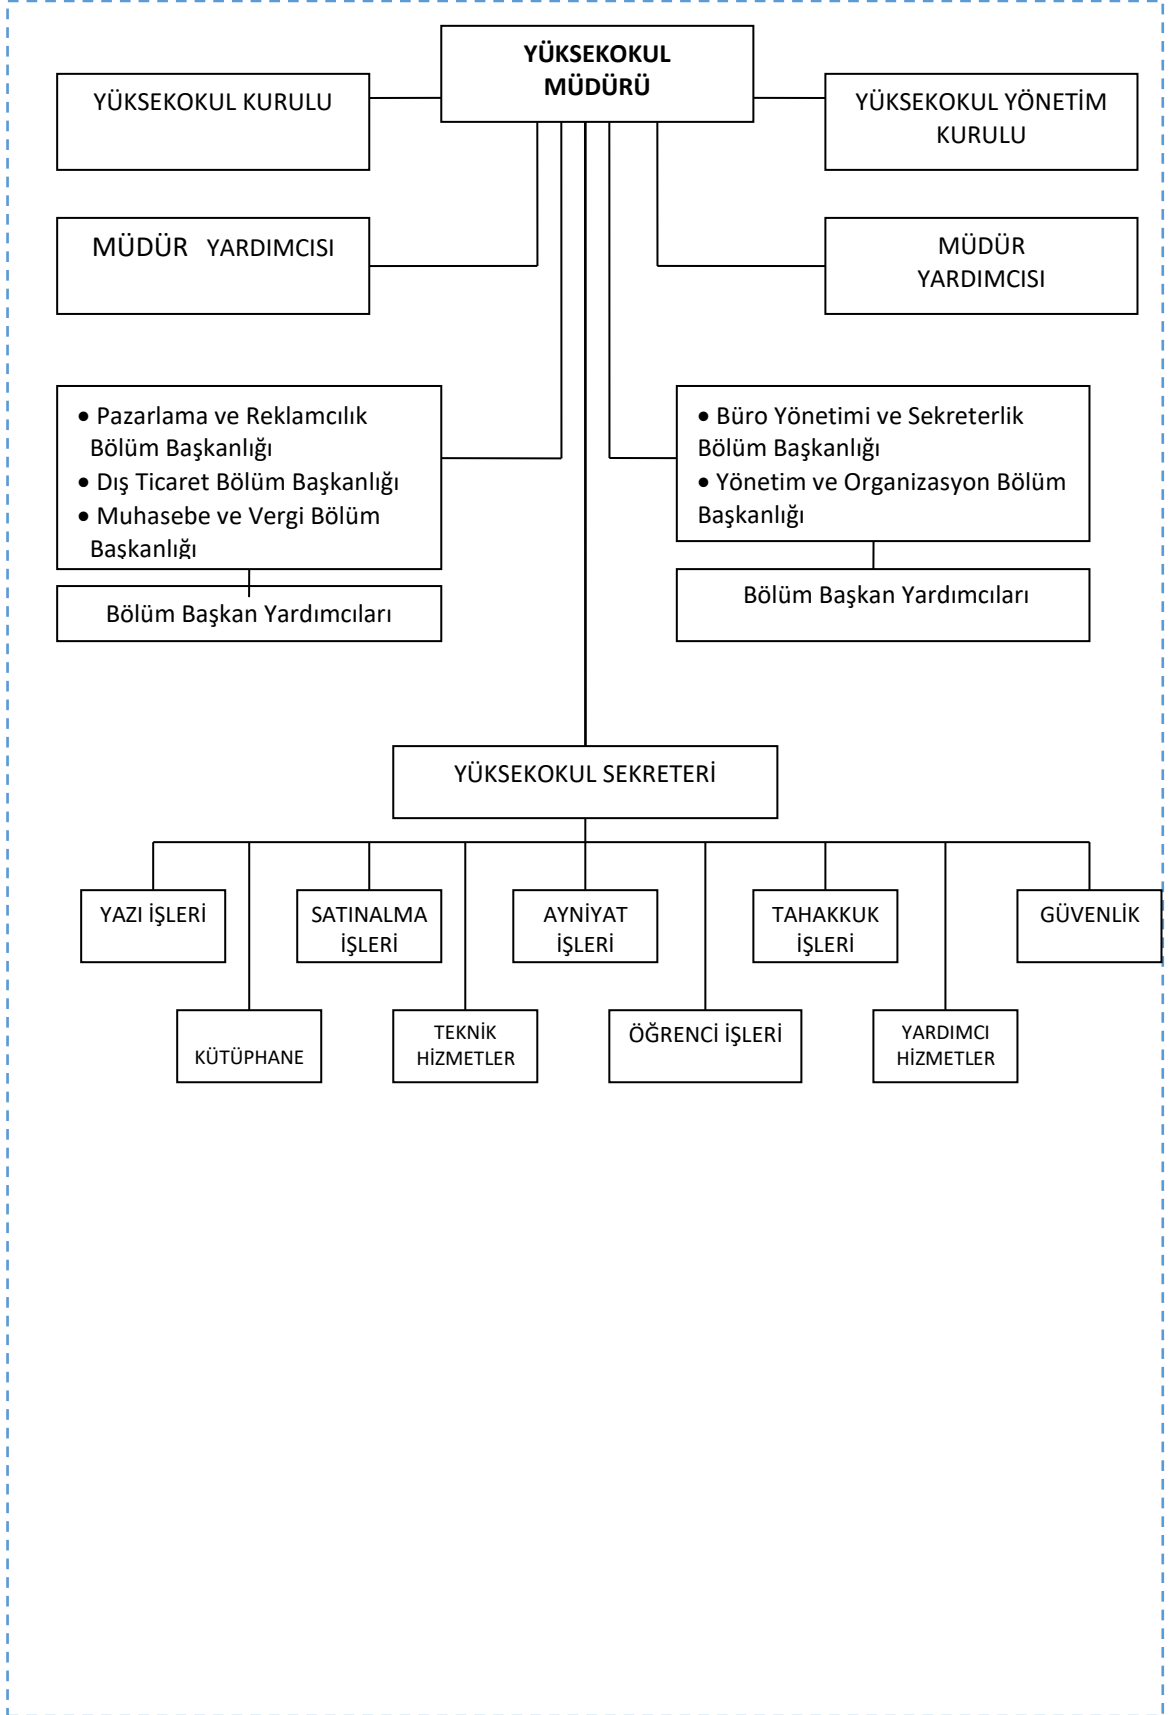 YÜKSEKOKUL
MÜDÜRÜ
YÜKSEKOKUL KURULU
YÜKSEKOKUL YÖNETİM
KURULU
MÜDÜR YARDIMCISI
MÜDÜR
YARDIMCISI
• Pazarlama ve Reklamcılık
Bölüm Başkanlığı
• Dış Ticaret Bölüm Başkanlığı
• Muhasebe ve Vergi Bölüm
Başkanlığı
• Büro Yönetimi ve Sekreterlik
Bölüm Başkanlığı
• Yönetim ve Organizasyon Bölüm
Başkanlığı
Bölüm Başkan Yardımcıları
Bölüm Başkan Yardımcıları
YÜKSEKOKUL SEKRETERİ
YAZI İŞLERİ
SATINALMA
İŞLERİ
AYNİYAT
İŞLERİ
TAHAKKUK
İŞLERİ
GÜVENLİK
KÜTÜPHANE
TEKNİK
HİZMETLER
ÖĞRENCİ İŞLERİ
YARDIMCI
HİZMETLER